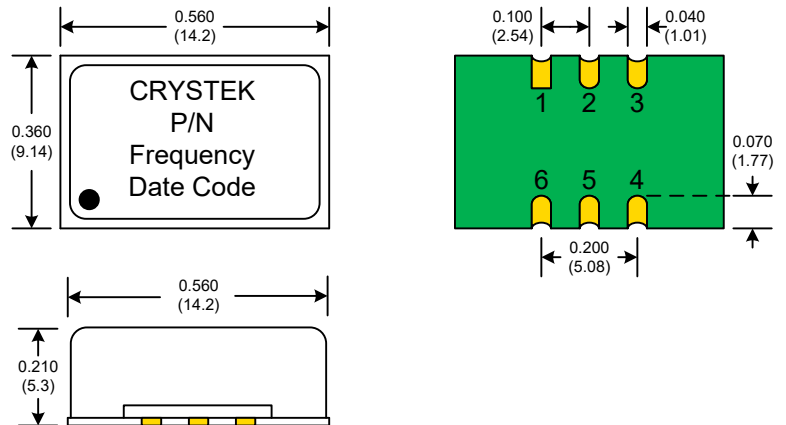 0.560
(14.2)
0.360
(9.14)
CRYSTEK
P/N
Frequency
Date Code
0.100
(2.54)
0.040
(1.01)
1 2 3
6 5 4
0.070
(1.77)
0.200
(5.08)
0.560
(14.2)
0.210
(5.3)